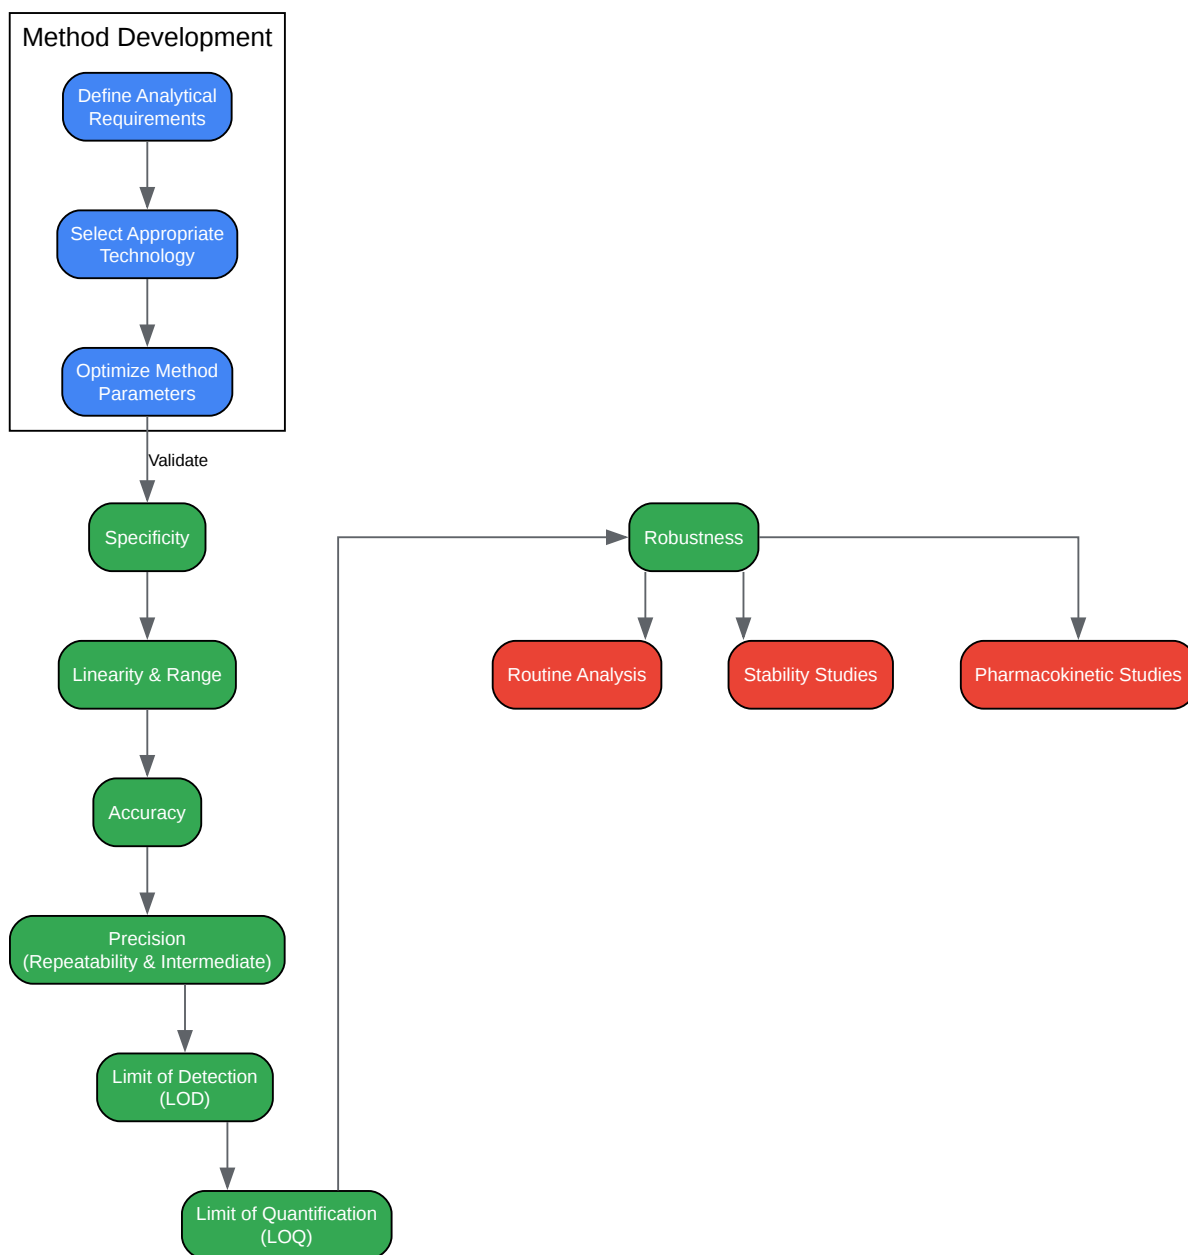 Method Development
Define Analytical
Requirements
Select Appropriate
Technology
Optimize Method
Parameters
Validate
Specificity
Linearity & Range
Accuracy
Precision
(Repeatability & Intermediate)
Limit of Detection
(LOD)
Limit of Quantification
(LOQ)
Robustness
Routine Analysis
Stability Studies
Pharmacokinetic Studies